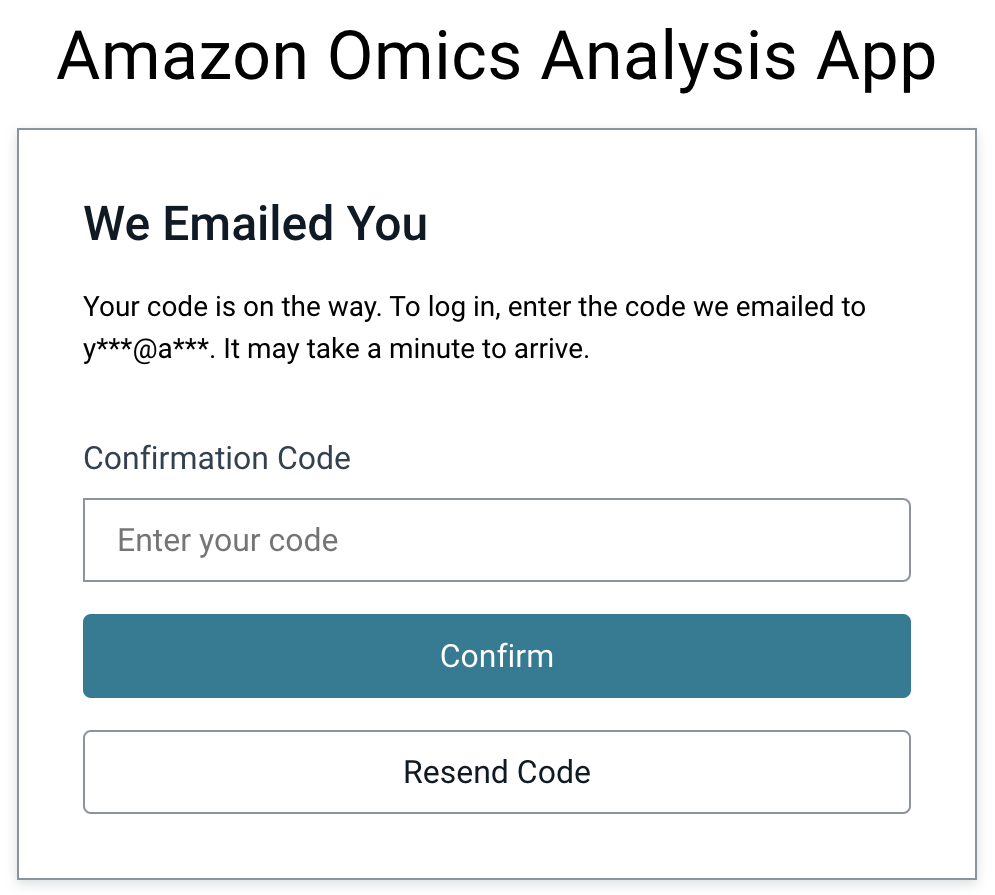 Amazon Omics Analysis App
We Emailed You
Your code is on the way. To log in, enter the code we emailed to
y***@a***. It may take a minute to arrive.
Confirmation Code
Enter your code
Confirm
Resend Code